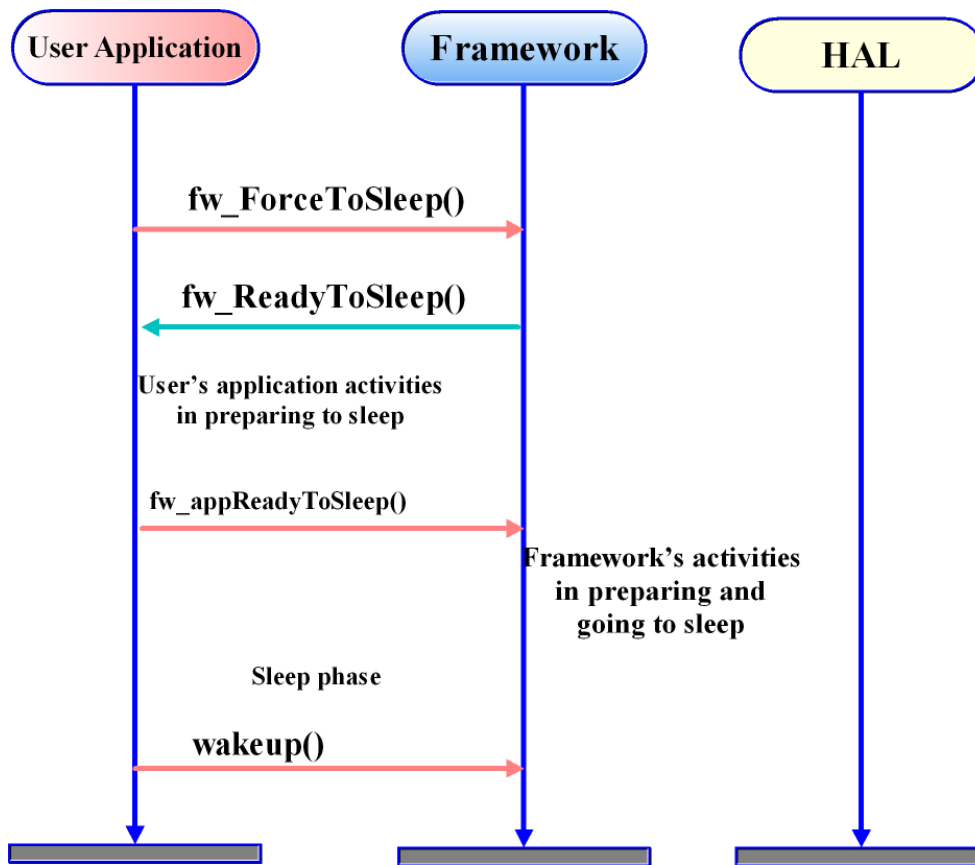 User Application
Framework
HAL
fw_ForceToSleep()
fw_ReadyToSleep()
User's application activities
in preparing to sleep
fw_appReadyToSleep()
Framework's activities
in preparing and
going to sleep
Sleep phase
wakeup()